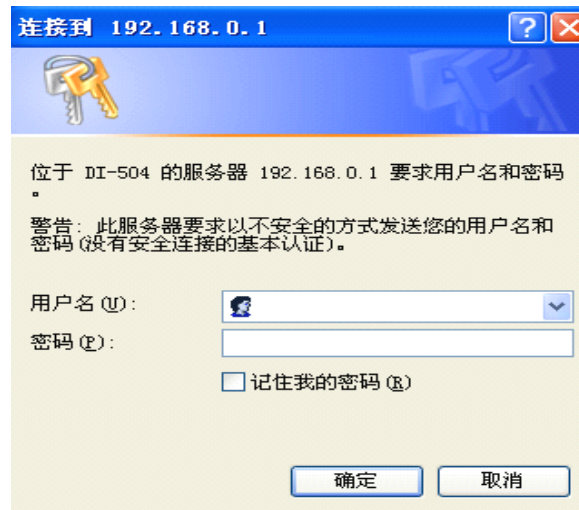 连接到 192.168.0.1
位于 DI-504 的服务器 192.168.0.1 要求用户名和密码
。
警告: 此服务器要求以不安全的方式发送您的用户名和
密码(没有安全连接的基本认证)。
用户名(U):
密码(P):
记住我的密码(R)
确定 取消